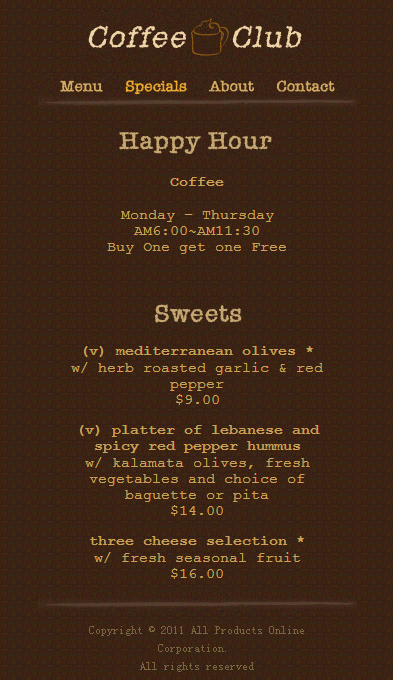 Coffee Club
Menu Specials About Contact
Happy Hour
Coffee
Monday - Thursday
AM6:00~AM11:30
Buy One get one Free
Sweets
(v) mediterranean olives *
w/ herb roasted garlic & red
pepper
$9.00
(v) platter of lebanese and
spicy red pepper hummus
w/ kalamata olives, fresh
vegetables and choice of
baguette or pita
$14.00
three cheese selection *
w/ fresh seasonal fruit
$16.00
Copyright © 2011 All Products Online
Corporation.
All rights reserved